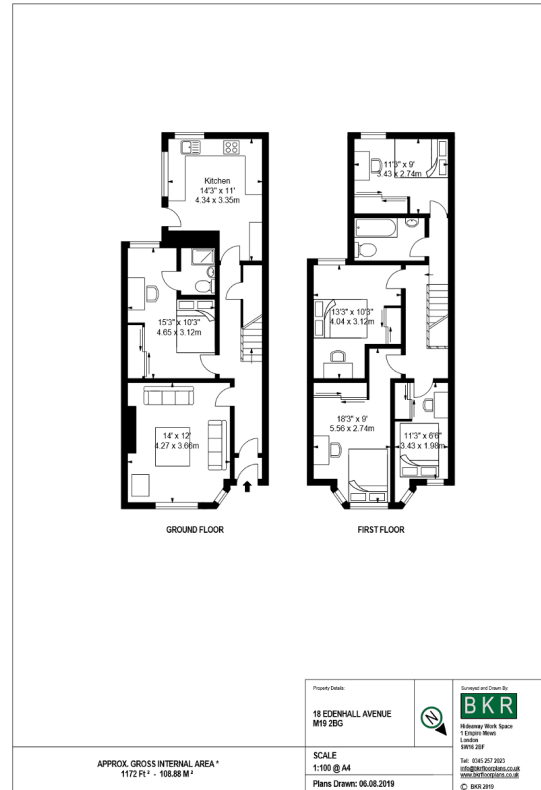 Kitchen
14'3" x 11'
4.34 x 3.35m
15'3" x 10'3"
4.65 x 3.12m
14' x 12'
4.27 x 3.66m
GROUND FLOOR
11'3" x 9'
3.43 x 2.74m
13'3" x 10'3"
4.04 x 3.12m
18'3" x 9'
5.56 x 2.74m
11'3" x 6'6"
3.43 x 1.98m
FIRST FLOOR
Property Details:
18 EDENHALL AVENUE
M19 2BG
N
SCALE
1:100 @ A4
Plans Drawn: 06.08.2019
Surveyed and Drawn By:
BKR
Hideaway Work Space
1 Empire Mews
London
SW16 2BF
Tel: 0345 257 2023
info@bkrfloorplans.co.uk
www.bkrfloorplans.co.uk
© BKR 2019
APPROX. GROSS INTERNAL AREA *
1172 Ft ² - 108.88 M ²